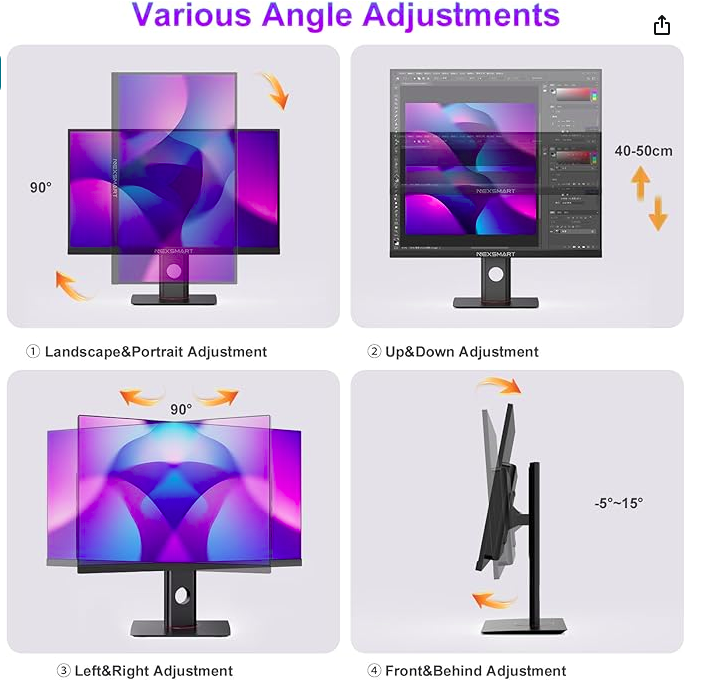 Various Angle Adjustments
90°
NEXSMART
NEXSMART
① Landscape&Portrait Adjustment
40-50cm
NEXSMART
NEXSMART
② Up&Down Adjustment
90°
③ Left&Right Adjustment
-5°~15°
④ Front&Behind Adjustment